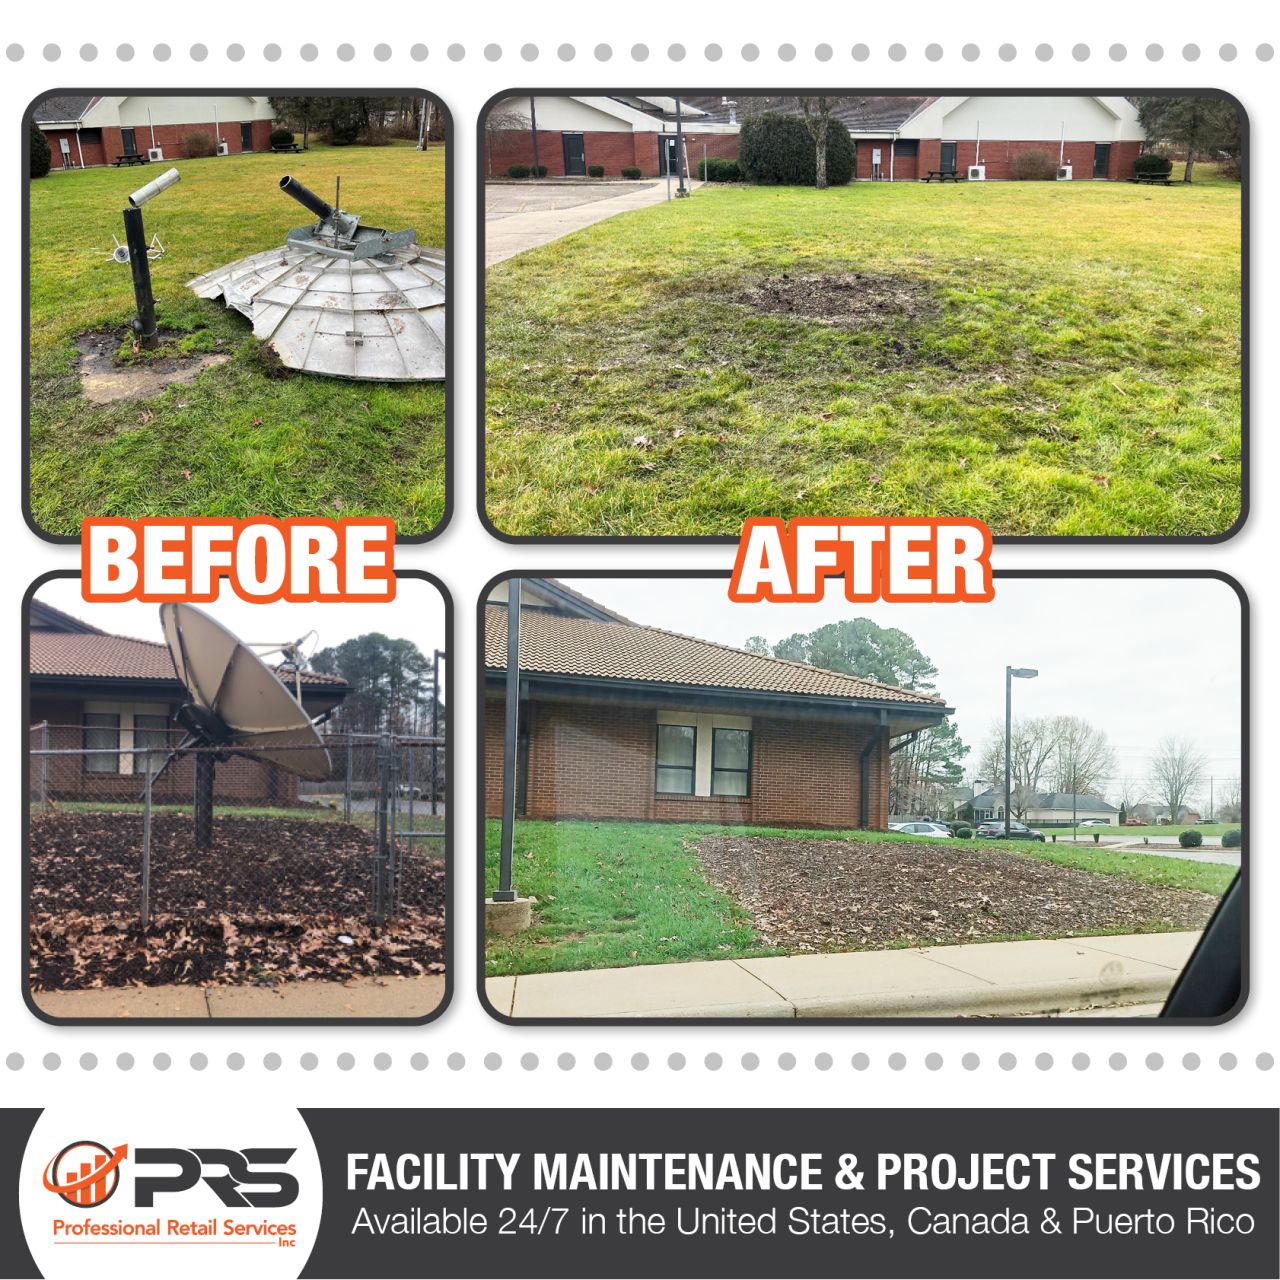 BEFORE
AFTER
PRS
Professional Retail Services
Inc
FACILITY MAINTENANCE & PROJECT SERVICES
Available 24/7 in the United States, Canada & Puerto Rico